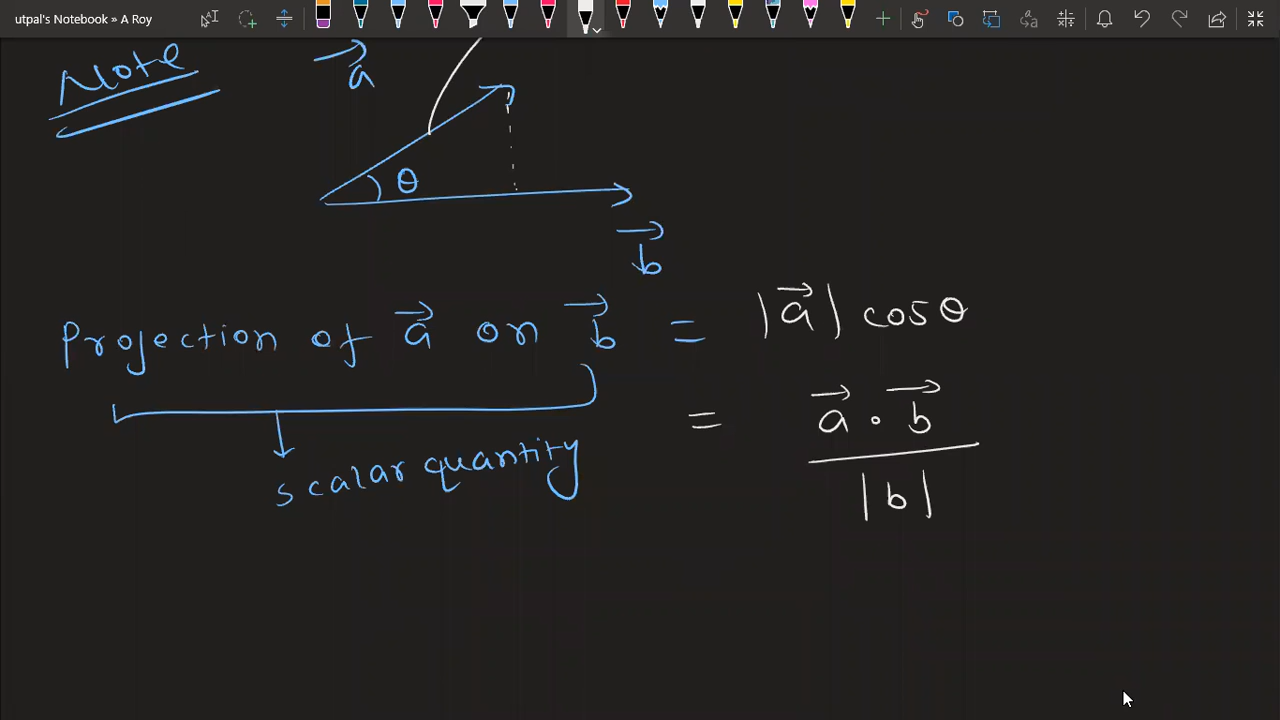 utpal's Notebook » A Roy
Note
→a
θ
→b
Projection of →a on →b = |→a| cosθ
= →a · →b
|b|
scalar quantity